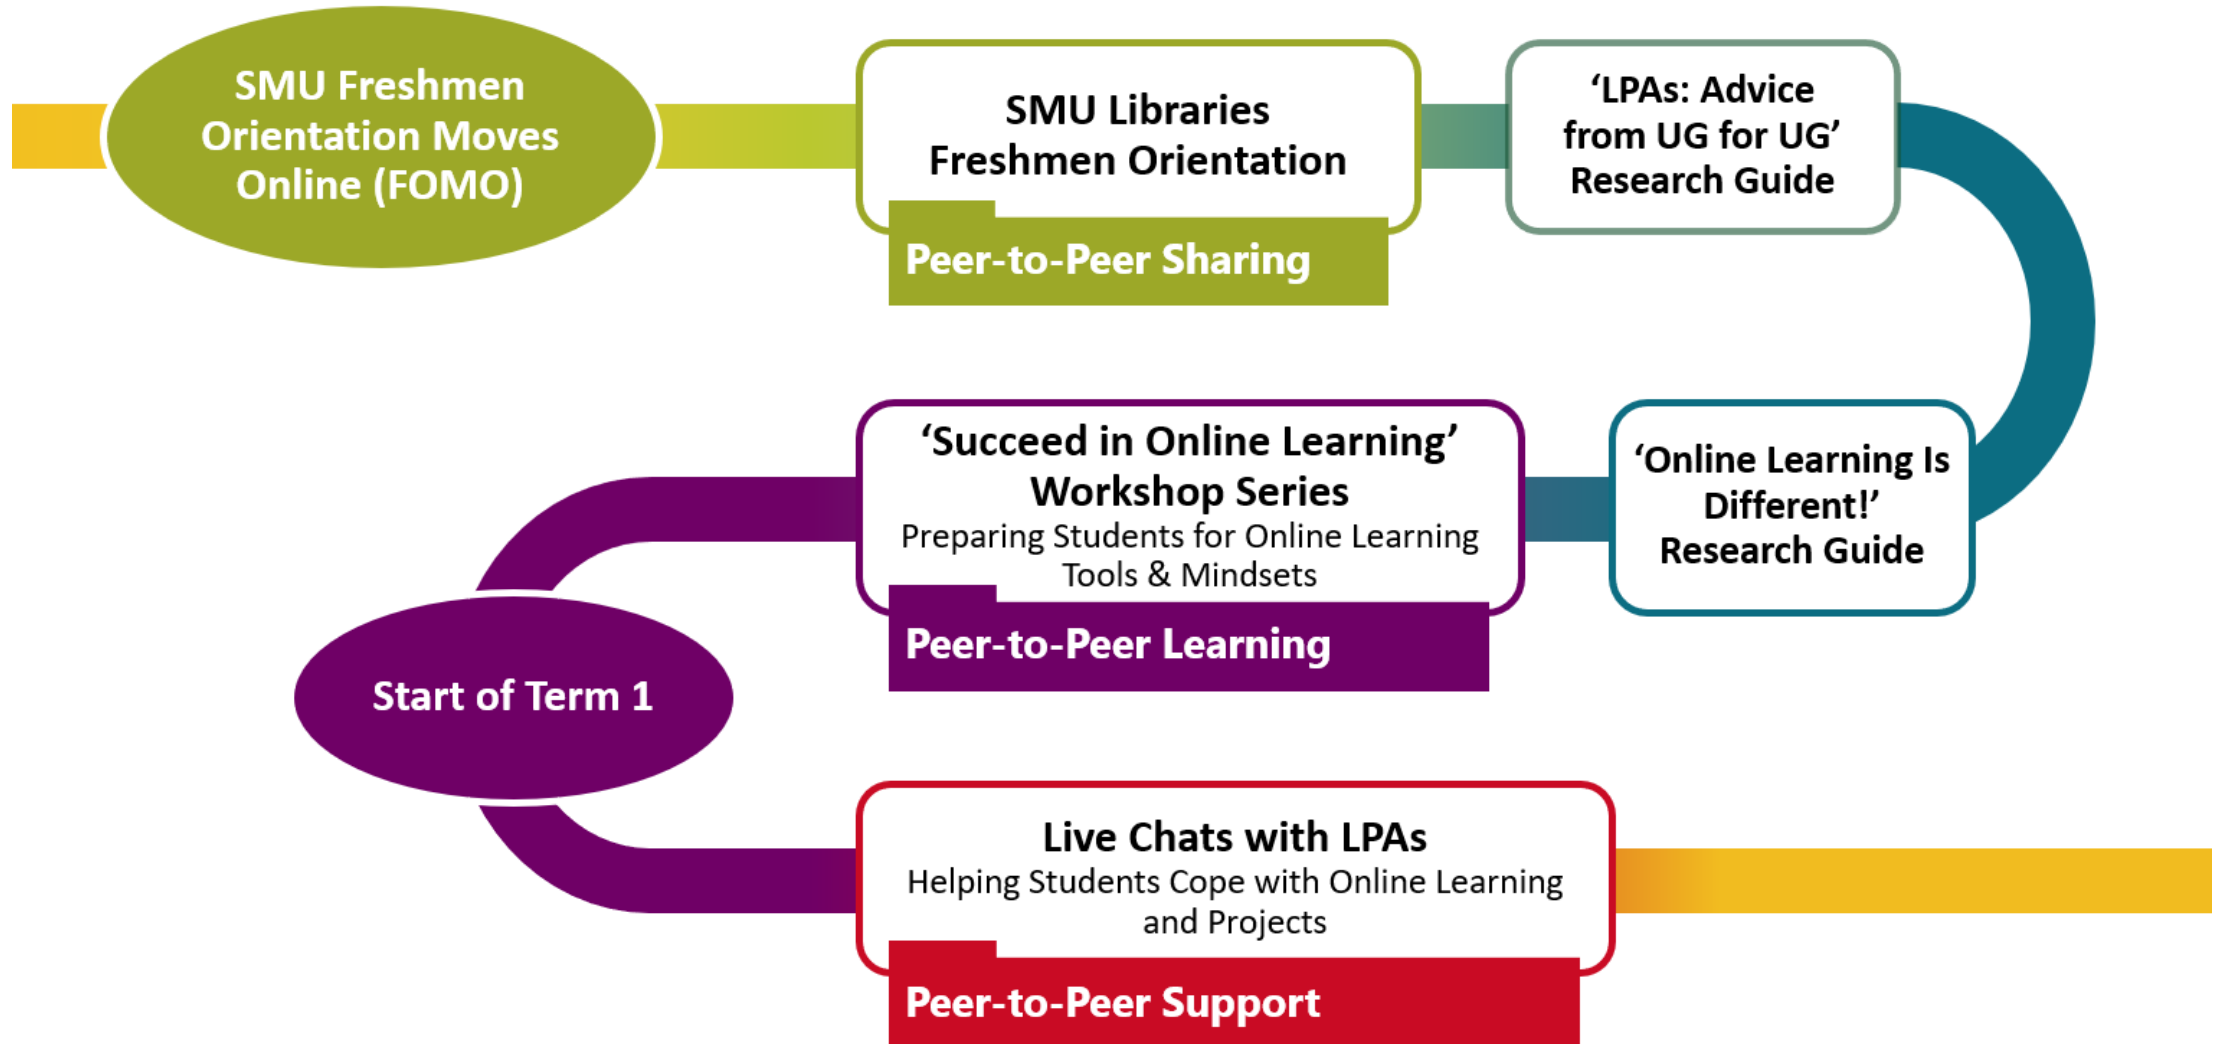 SMU Freshmen
Orientation Moves
Online (FOMO)
SMU Libraries
Freshmen Orientation
Peer-to-Peer Sharing
‘LPAs: Advice
from UG for UG’
Research Guide
‘Online Learning Is
Different!’
Research Guide
‘Succeed in Online Learning’
Workshop Series
Preparing Students for Online Learning
Tools & Mindsets
Peer-to-Peer Learning
Start of Term 1
Live Chats with LPAs
Helping Students Cope with Online Learning
and Projects
Peer-to-Peer Support